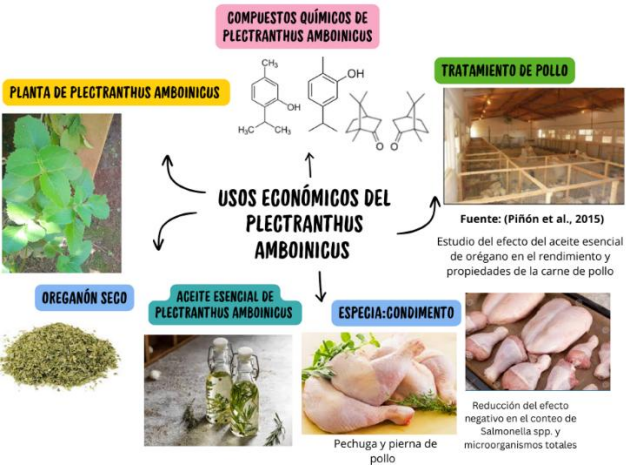 COMPUESTOS QUÍMICOS DE
PLECTRANTHUS AMBOINICUS
CH₃
OH
H₃C
CH₃
OH
O
O
PLANTA DE PLECTRANTHUS AMBOINICUS
TRATAMIENTO DE POLLO
USOS ECONÓMICOS DEL
PLECTRANTHUS
AMBOINICUS
Fuente: (Piñón et al., 2015)
Estudio del efecto del aceite esencial
de orégano en el rendimiento y
propiedades de la carne de pollo
OREGANÓN SECO
ACEITE ESENCIAL DE
PLECTRANTHUS AMBOINICUS
ESPECIA:CONDIMENTO
Pechuga y pierna de
pollo
Reducción del efecto
negativo en el conteo de
Salmonella spp. y
microorganismos totales